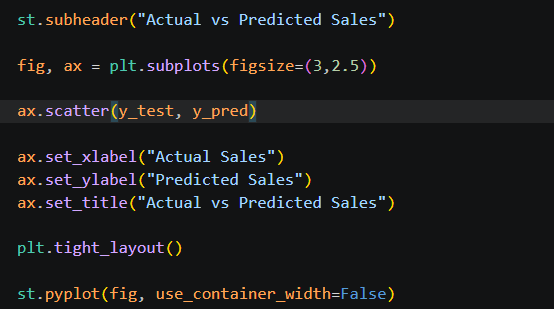 st.subheader("Actual vs Predicted Sales")
fig, ax = plt.subplots(figsize=(3,2.5))
ax.scatter(y_test, y_pred)
ax.set_xlabel("Actual Sales")
ax.set_ylabel("Predicted Sales")
ax.set_title("Actual vs Predicted Sales")
plt.tight_layout()
st.pyplot(fig, use_container_width=False)